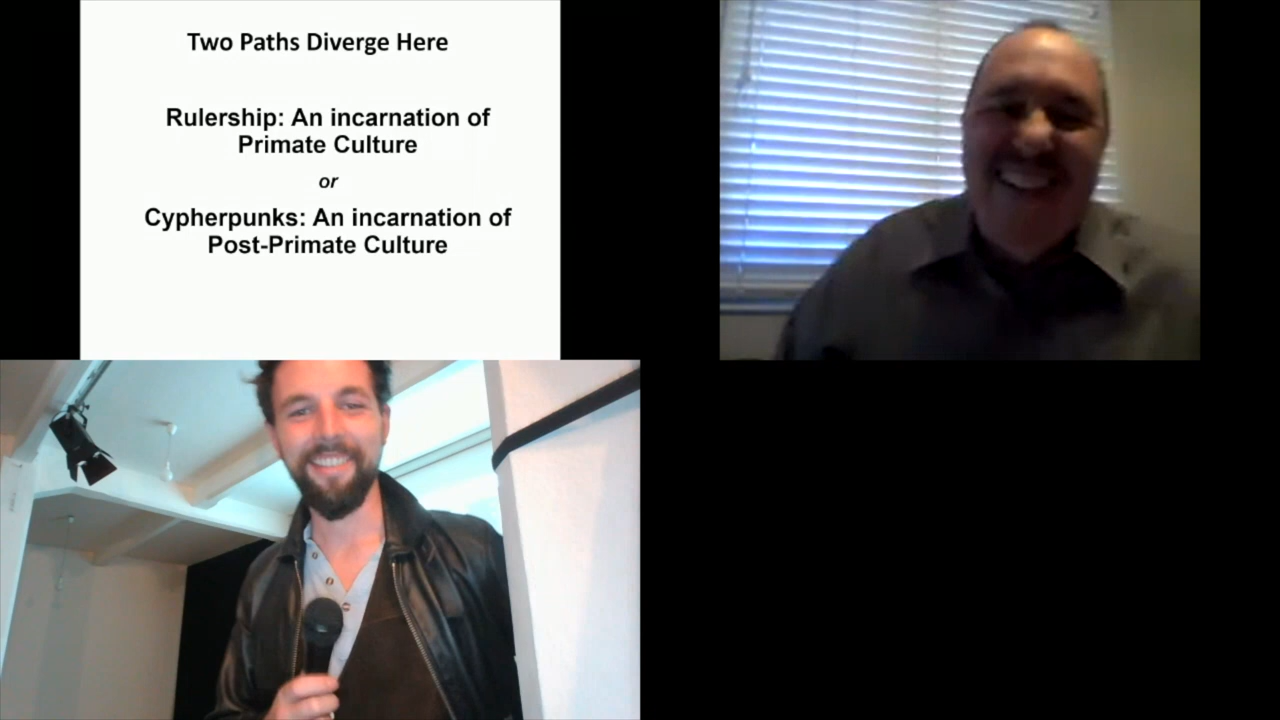 Two Paths Diverge Here
Rulership: An incarnation of
Primate Culture
or
Cypherpunks: An incarnation of
Post-Primate Culture